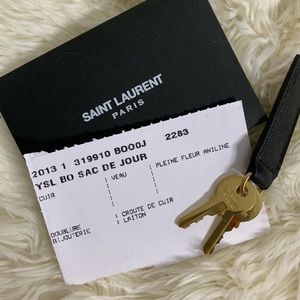 SAINT LAURENT
PARIS
2013 1 319910 BOO0J 2283
YSL BO SAC DE JOUR
CUIR
VEAU
PLEINE FLEUR ANILINE
DOUBLURE
: CROUTE DE CUIR
BIJOUTERIE
: LAITON